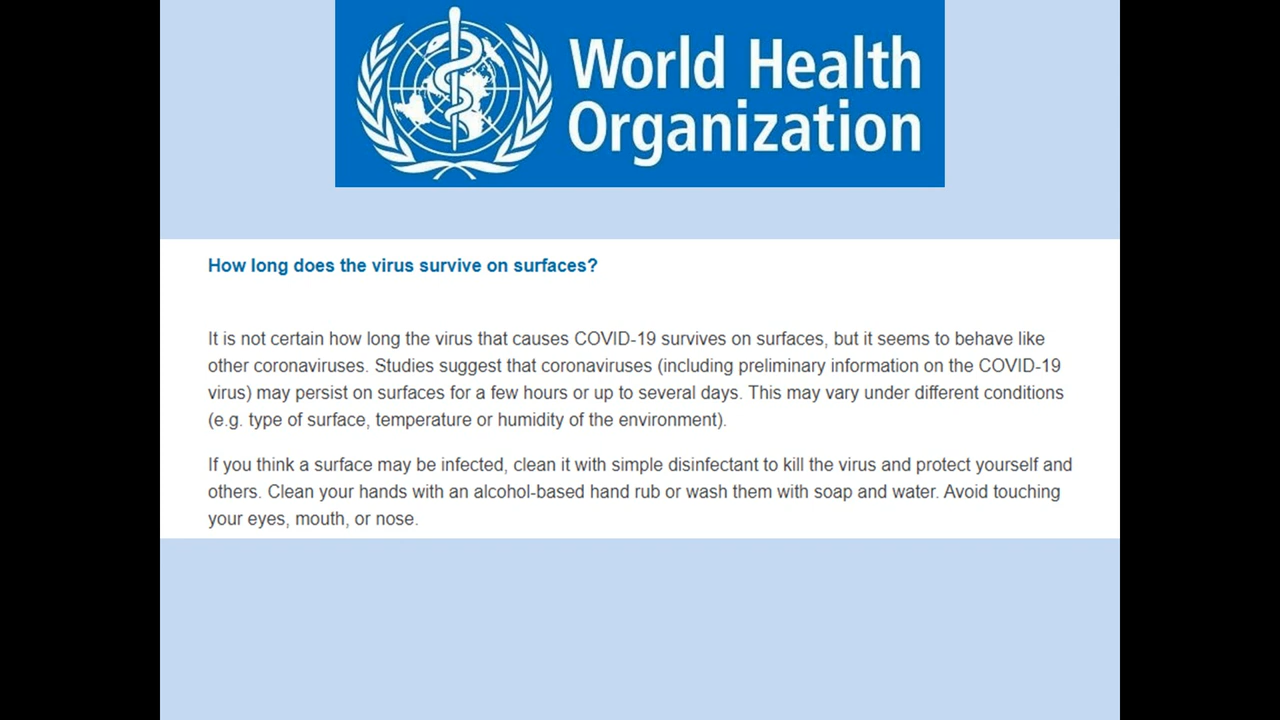 World Health
Organization
How long does the virus survive on surfaces?
It is not certain how long the virus that causes COVID-19 survives on surfaces, but it seems to behave like
other coronaviruses. Studies suggest that coronaviruses (including preliminary information on the COVID-19
virus) may persist on surfaces for a few hours or up to several days. This may vary under different conditions
(e.g. type of surface, temperature or humidity of the environment).
If you think a surface may be infected, clean it with simple disinfectant to kill the virus and protect yourself and
others. Clean your hands with an alcohol-based hand rub or wash them with soap and water. Avoid touching
your eyes, mouth, or nose.